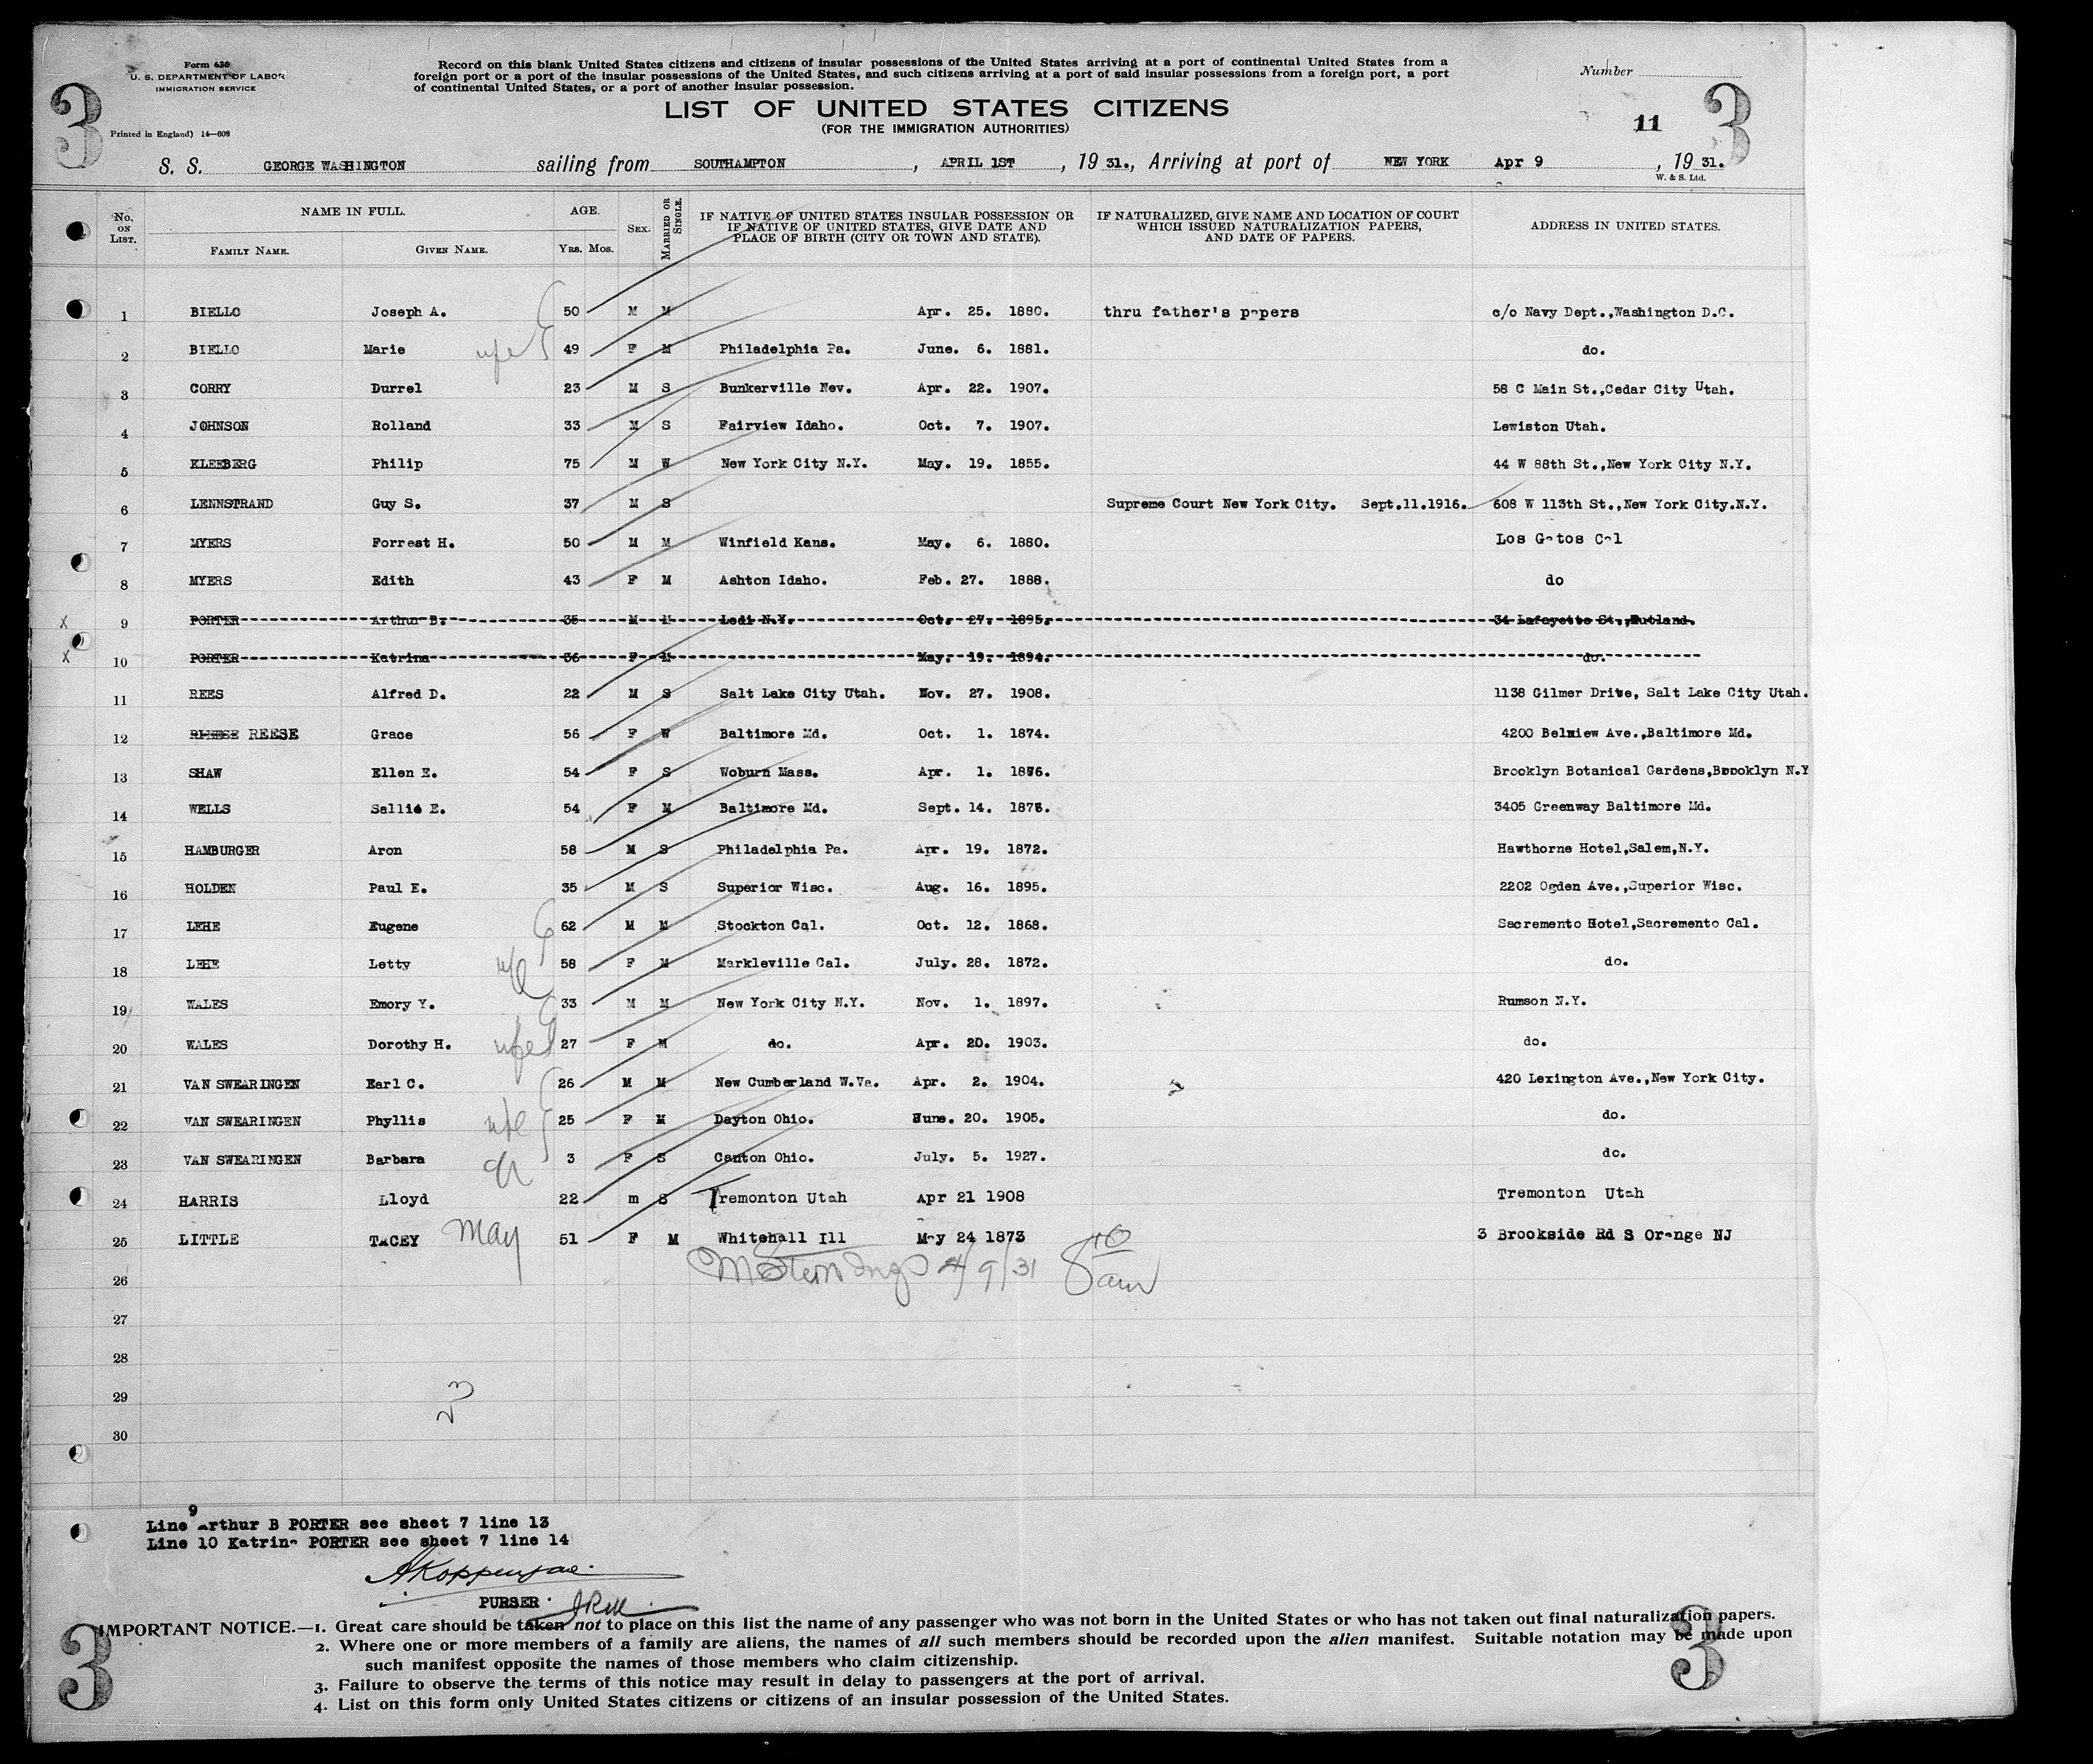 Form 630
U. S. DEPARTMENT OF LABOR
IMMIGRATION SERVICE
Printed in England) 14—608
3
Record on this blank United States citizens and citizens of insular possessions of the United States arriving at a port of continental United States from a
foreign port or a port of the insular possessions of the United States, and such citizens arriving at a port of said insular possessions from a foreign port, a port
of continental United States, or a port of another insular possession.
LIST OF UNITED STATES CITIZENS
(FOR THE IMMIGRATION AUTHORITIES)
Number
11
3
S. S. GEORGE WASHINGTON sailing from SOUTHAMPTON , APRIL 1ST , 19 31., Arriving at port of NEW YORK Apr 9 , 19 31.
W. & S. Ltd.
No. ON LIST. NAME IN FULL. FAMILY NAME. GIVEN NAME. AGE. Yrs. Mos. SEX. MARRIED OR SINGLE. IF NATIVE OF UNITED STATES INSULAR POSSESSION OR IF NATIVE OF UNITED STATES, GIVE DATE AND PLACE OF BIRTH (CITY OR TOWN AND STATE). IF NATURALIZED, GIVE NAME AND LOCATION OF COURT WHICH ISSUED NATURALIZATION PAPERS, AND DATE OF PAPERS. ADDRESS IN UNITED STATES.
1 BIELLO Joseph A. 50 M M Apr. 25. 1880. thru father's papers c/o Navy Dept.,Washington D.C.
2 BIELLO Marie wife 49 F M Philadelphia Pa. June. 6. 1881. do.
3 CORRY Durrel 23 M S Bunkerville Nev. Apr. 22. 1907. 58 C Main St.,Cedar City Utah.
4 JOHNSON Rolland 33 M S Fairview Idaho. Oct. 7. 1907. Lewiston Utah.
5 KLEEBERG Philip 75 M W New York City N.Y. May. 19. 1855. 44 W 88th St.,New York City N.Y.
6 LENNSTRAND Guy S. 37 M S Supreme Court New York City. Sept.11.1916. 608 W 113th St.,New York City.N.Y.
7 MYERS Forrest H. 50 M M Winfield Kans. May. 6. 1880. Los Gatos Cal
8 MYERS Edith 43 F M Ashton Idaho. Feb. 27. 1888. do
X 9 PORTER Arthur B. 35 M M Lodi N.Y. Oct. 27. 1895. 34 Lafayette St.,Rutland.
X 10 PORTER Katrina 36 F M May. 19. 1894. do.
11 REES Alfred D. 22 M S Salt Lake City Utah. Nov. 27. 1908. 1138 Gilmer Drive, Salt Lake City Utah.
12 REESE Grace 56 F W Baltimore Md. Oct. 1. 1874. 4200 Belmiew Ave.,Baltimore Md.
13 SHAW Ellen E. 54 F S Woburn Mass. Apr. 1. 1876. Brooklyn Botanical Gardens,Brooklyn N.Y
14 WELLS Sallie E. 54 F M Baltimore Md. Sept. 14. 1876. 3405 Greenway Baltimore Md.
15 HAMBURGER Aron 58 M S Philadelphia Pa. Apr. 19. 1872. Hawthorne Hotel,Salem,N.Y.
16 HOLDEN Paul E. 35 M S Superior Wisc. Aug. 16. 1895. 2202 Ogden Ave.,Superior Wisc.
17 LEHE Eugene 62 M M Stockton Cal. Oct. 12. 1868. Sacremento Hotel,Sacremento Cal.
18 LEHE Letty wfe 58 F M Markleville Cal. July. 28. 1872. do.
19 WALES Emory Y. 33 M M New York City N.Y. Nov. 1. 1897. Rumson N.Y.
20 WALES Dorothy H. wife 27 F M do. Apr. 20. 1903. do.
21 VAN SWEARINGEN Earl C. 26 M M New Cumberland W.Va. Apr. 2. 1904. 420 Lexington Ave.,New York City.
22 VAN SWEARINGEN Phyllis wfe 25 F M Dayton Ohio. June. 20. 1905. do.
23 VAN SWEARINGEN Barbara 3 F S Canton Ohio. July. 5. 1927. do.
24 HARRIS Lloyd 22 m S Tremonton Utah Apr 21 1908 Tremonton Utah
25 LITTLE TACEY May 51 F M Whitehall Ill May 24 1873 3 Brookside Rd S Orange NJ
26 4/9/31 8 10 am
27
28
29
30
23
Line 9 Arthur B PORTER see sheet 7 line 13
Line 10 Katrina PORTER see sheet 7 line 14
PURSER.
IMPORTANT NOTICE.—1. Great care should be taken not to place on this list the name of any passenger who was not born in the United States or who has not taken out final naturalization papers.
2. Where one or more members of a family are aliens, the names of all such members should be recorded upon the alien manifest. Suitable notation may be made upon
such manifest opposite the names of those members who claim citizenship.
3. Failure to observe the terms of this notice may result in delay to passengers at the port of arrival.
4. List on this form only United States citizens or citizens of an insular possession of the United States.
3
3